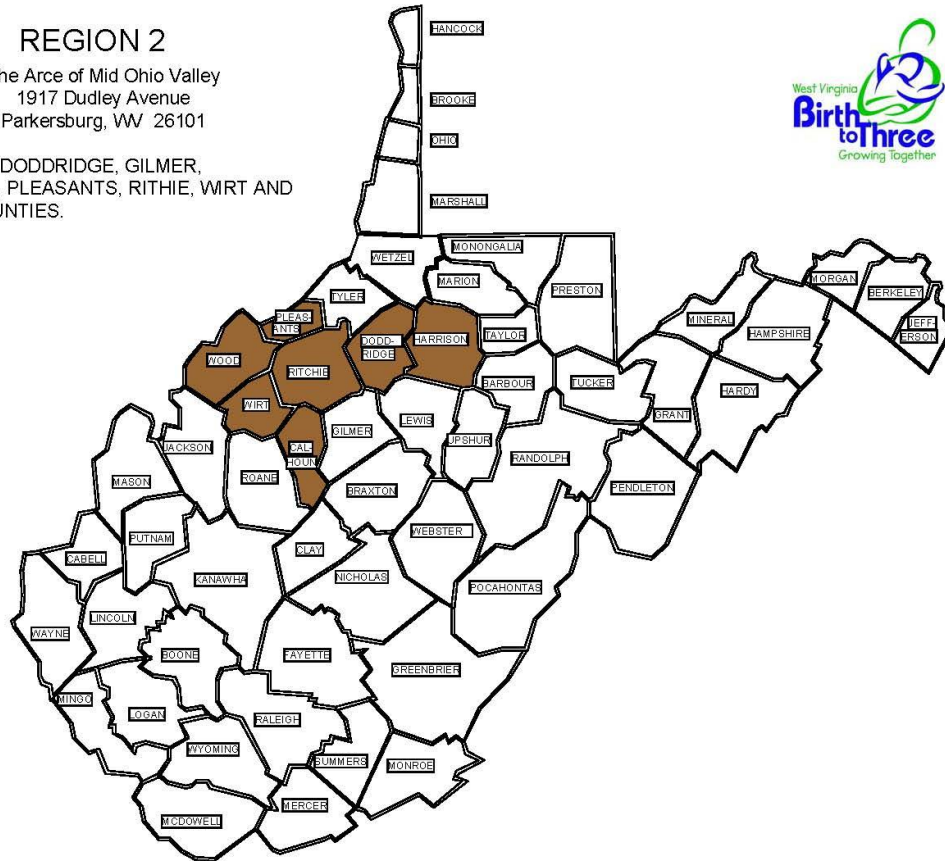 REGION 2
he Arce of Mid Ohio Valley
1917 Dudley Avenue
Parkersburg, WV 26101
DODDRIDGE, GILMER,
PLEASANTS, RITHIE, WIRT AND
UNTIES.
West Virginia
Birth
to Three
Growing Together
HANCOCK
BROOKE
OHIO
MARSHALL
WETZEL
MONONGALIA
MARION
PRESTON
TYLER
PLEAS-
ANTS
DODD-
RIDGE
HARRISON
TAYLOR
WOOD
RITCHIE
MORGAN
BERKELEY
JEFF-
ERSON
MINERAL
HAMPSHIRE
WIRT
BARBOUR
TUCKER
GRANT
HARDY
CAL-
HOUN
GILMER
LEWIS
UPSHUR
RANDOLPH
JACKSON
ROANE
BRAXTON
PENDLETON
MASON
PUTNAM
CLAY
WEBSTER
CABELL
KANAWHA
NICHOLAS
POCAHONTAS
WAYNE
LINCOLN
BOONE
FAYETTE
GREENBRIER
MINGO
LOGAN
RALEIGH
WYOMING
SUMMERS
MONROE
MERCER
MCDOWELL